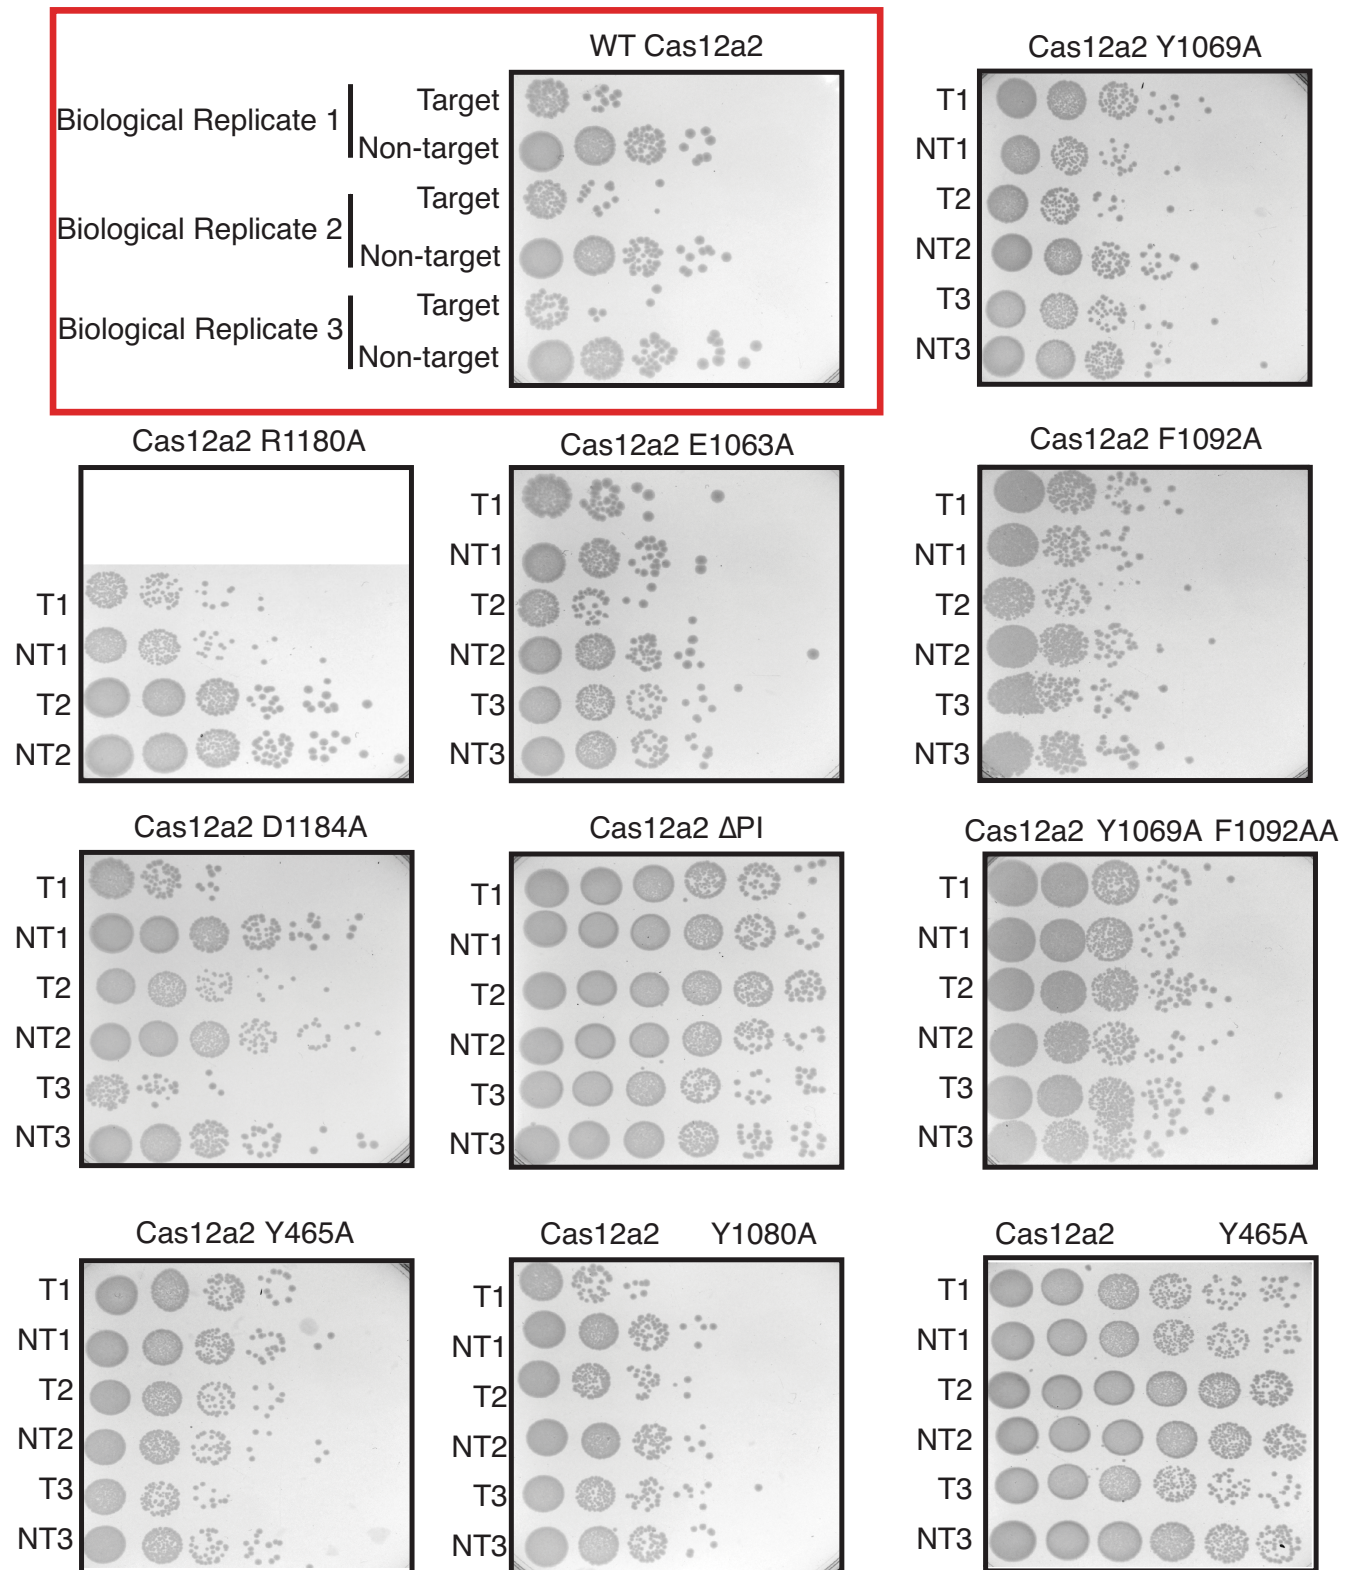 WT Cas12a2
Biological Replicate 1
Target
Non-target
Biological Replicate 2
Target
Non-target
Biological Replicate 3
Target
Non-target
Cas12a2 Y1069A
T1
NT1
T2
NT2
T3
NT3
Cas12a2 R1180A
T1
NT1
T2
NT2
Cas12a2 E1063A
T1
NT1
T2
NT2
T3
NT3
Cas12a2 F1092A
T1
NT1
T2
NT2
T3
NT3
Cas12a2 D1184A
T1
NT1
T2
NT2
T3
NT3
Cas12a2 ΔPI
T1
NT1
T2
NT2
T3
NT3
Cas12a2 Y1069A F1092AA
T1
NT1
T2
NT2
T3
NT3
Cas12a2 Y465A
T1
NT1
T2
NT2
T3
NT3
Cas12a2 Y1080A
T1
NT1
T2
NT2
T3
NT3
Cas12a2 Y465A
T1
NT1
T2
NT2
T3
NT3